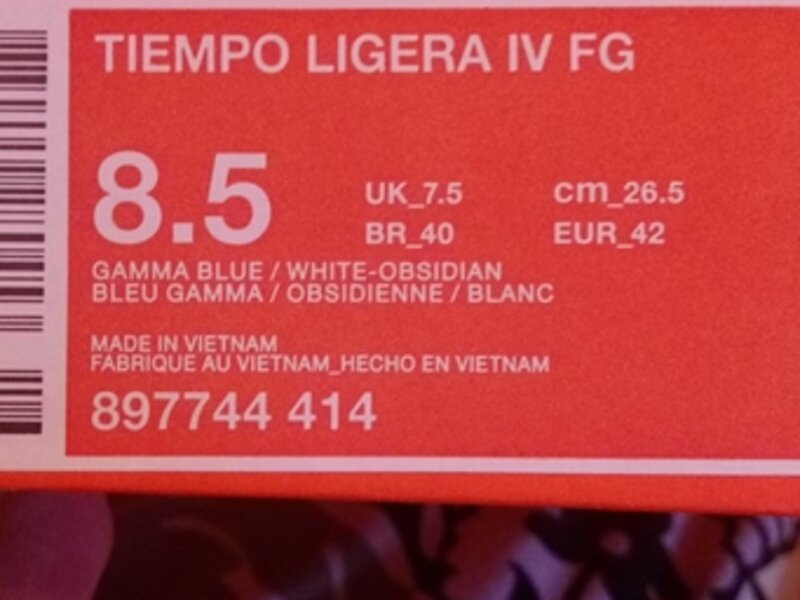 TIEMPO LIGERA IV FG
8.5 UK_7.5 cm_26.5
BR_40 EUR_42
GAMMA BLUE / WHITE-OBSIDIAN
BLEU GAMMA / OBSIDIENNE / BLANC
MADE IN VIETNAM
FABRIQUE AU VIETNAM_HECHO EN VIETNAM
897744 414